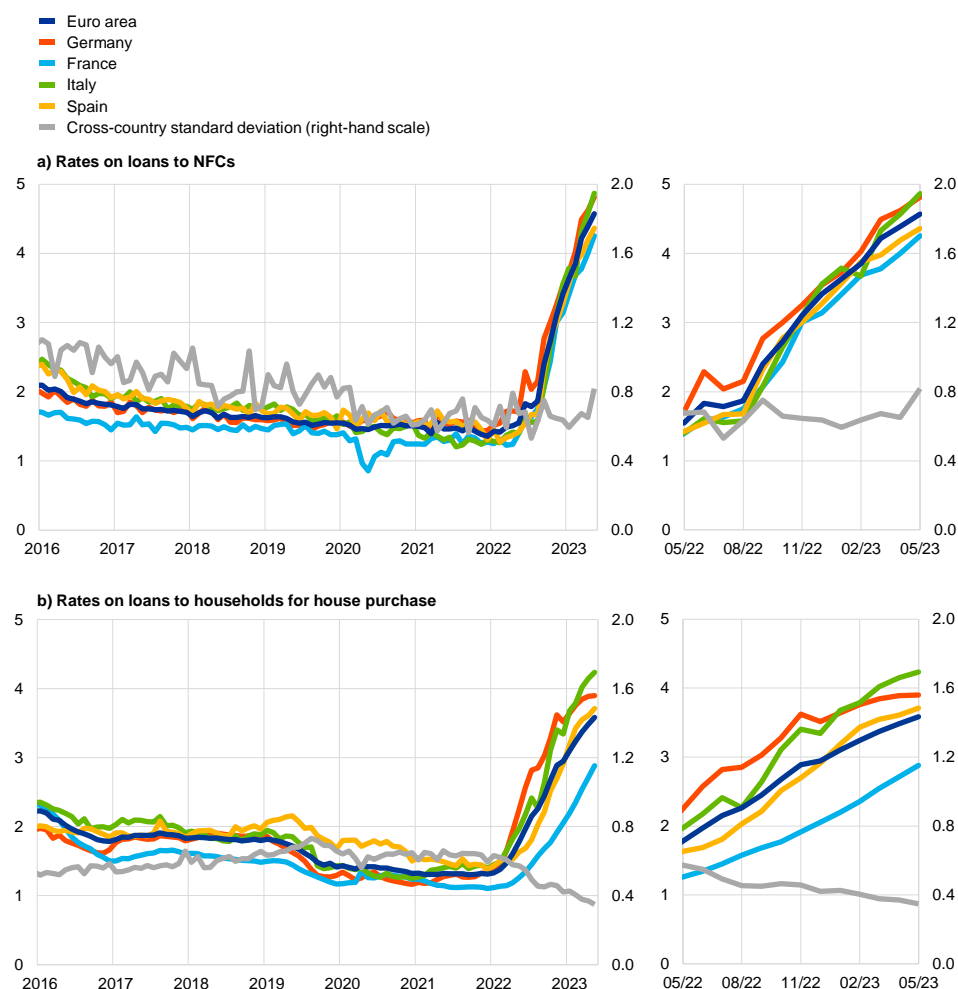 Euro area
Germany
France
Italy
Spain
Cross-country standard deviation (right-hand scale)
a) Rates on loans to NFCs
5 2.0 5 2.0
4 1.6 4 1.6
3 1.2 3 1.2
2 0.8 2 0.8
1 0.4 1 0.4
0 0.0 0 0.0
2016 2017 2018 2019 2020 2021 2022 2023 05/22 08/22 11/22 02/23 05/23
b) Rates on loans to households for house purchase
5 2.0 5 2.0
4 1.6 4 1.6
3 1.2 3 1.2
2 0.8 2 0.8
1 0.4 1 0.4
0 0.0 0 0.0
2016 2017 2018 2019 2020 2021 2022 2023 05/22 08/22 11/22 02/23 05/23